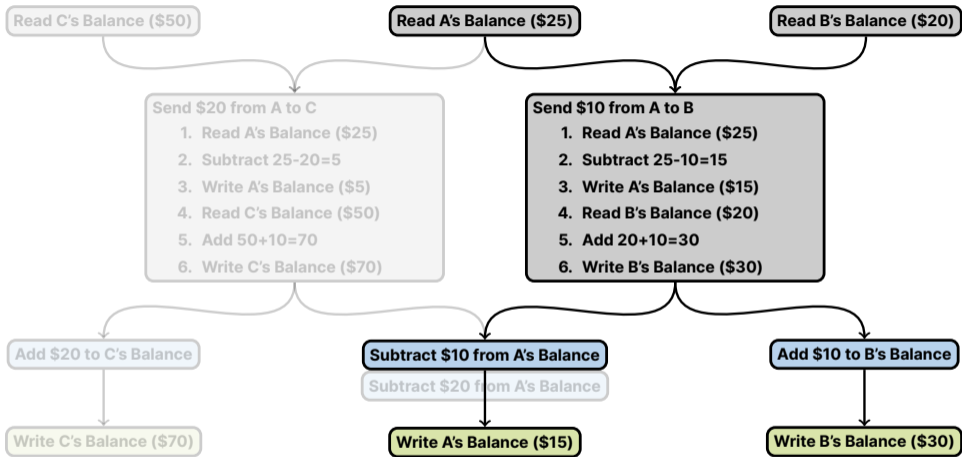 Read C's Balance ($50)
Read A's Balance ($25)
Read B's Balance ($20)
Send $20 from A to C
1. Read A's Balance ($25)
2. Subtract 25-20=5
3. Write A's Balance ($5)
4. Read C's Balance ($50)
5. Add 50+10=70
6. Write C's Balance ($70)
Send $10 from A to B
1. Read A's Balance ($25)
2. Subtract 25-10=15
3. Write A's Balance ($15)
4. Read B's Balance ($20)
5. Add 20+10=30
6. Write B's Balance ($30)
Add $20 to C's Balance
Subtract $10 from A's Balance
Add $10 to B's Balance
Subtract $20 from A's Balance
Write C's Balance ($70)
Write A's Balance ($15)
Write B's Balance ($30)